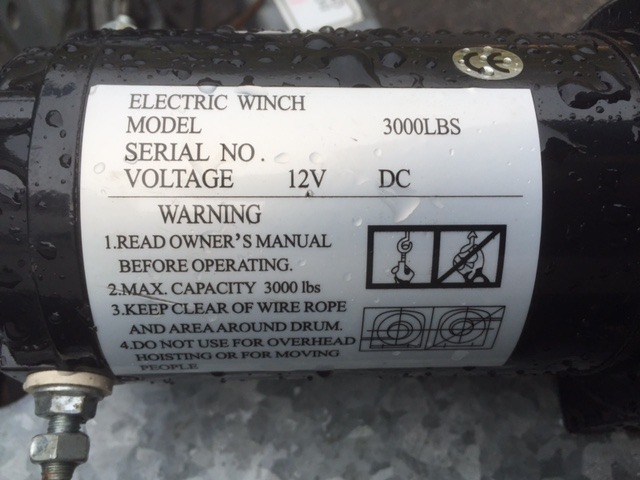 CE
ELECTRIC WINCH
MODEL 3000LBS
SERIAL NO.
VOLTAGE 12V DC
WARNING
1.READ OWNER'S MANUAL
BEFORE OPERATING.
2.MAX. CAPACITY 3000 lbs
3.KEEP CLEAR OF WIRE ROPE
AND AREA AROUND DRUM.
4.DO NOT USE FOR OVERHEAD
HOISTING OR FOR MOVING
PEOPLE